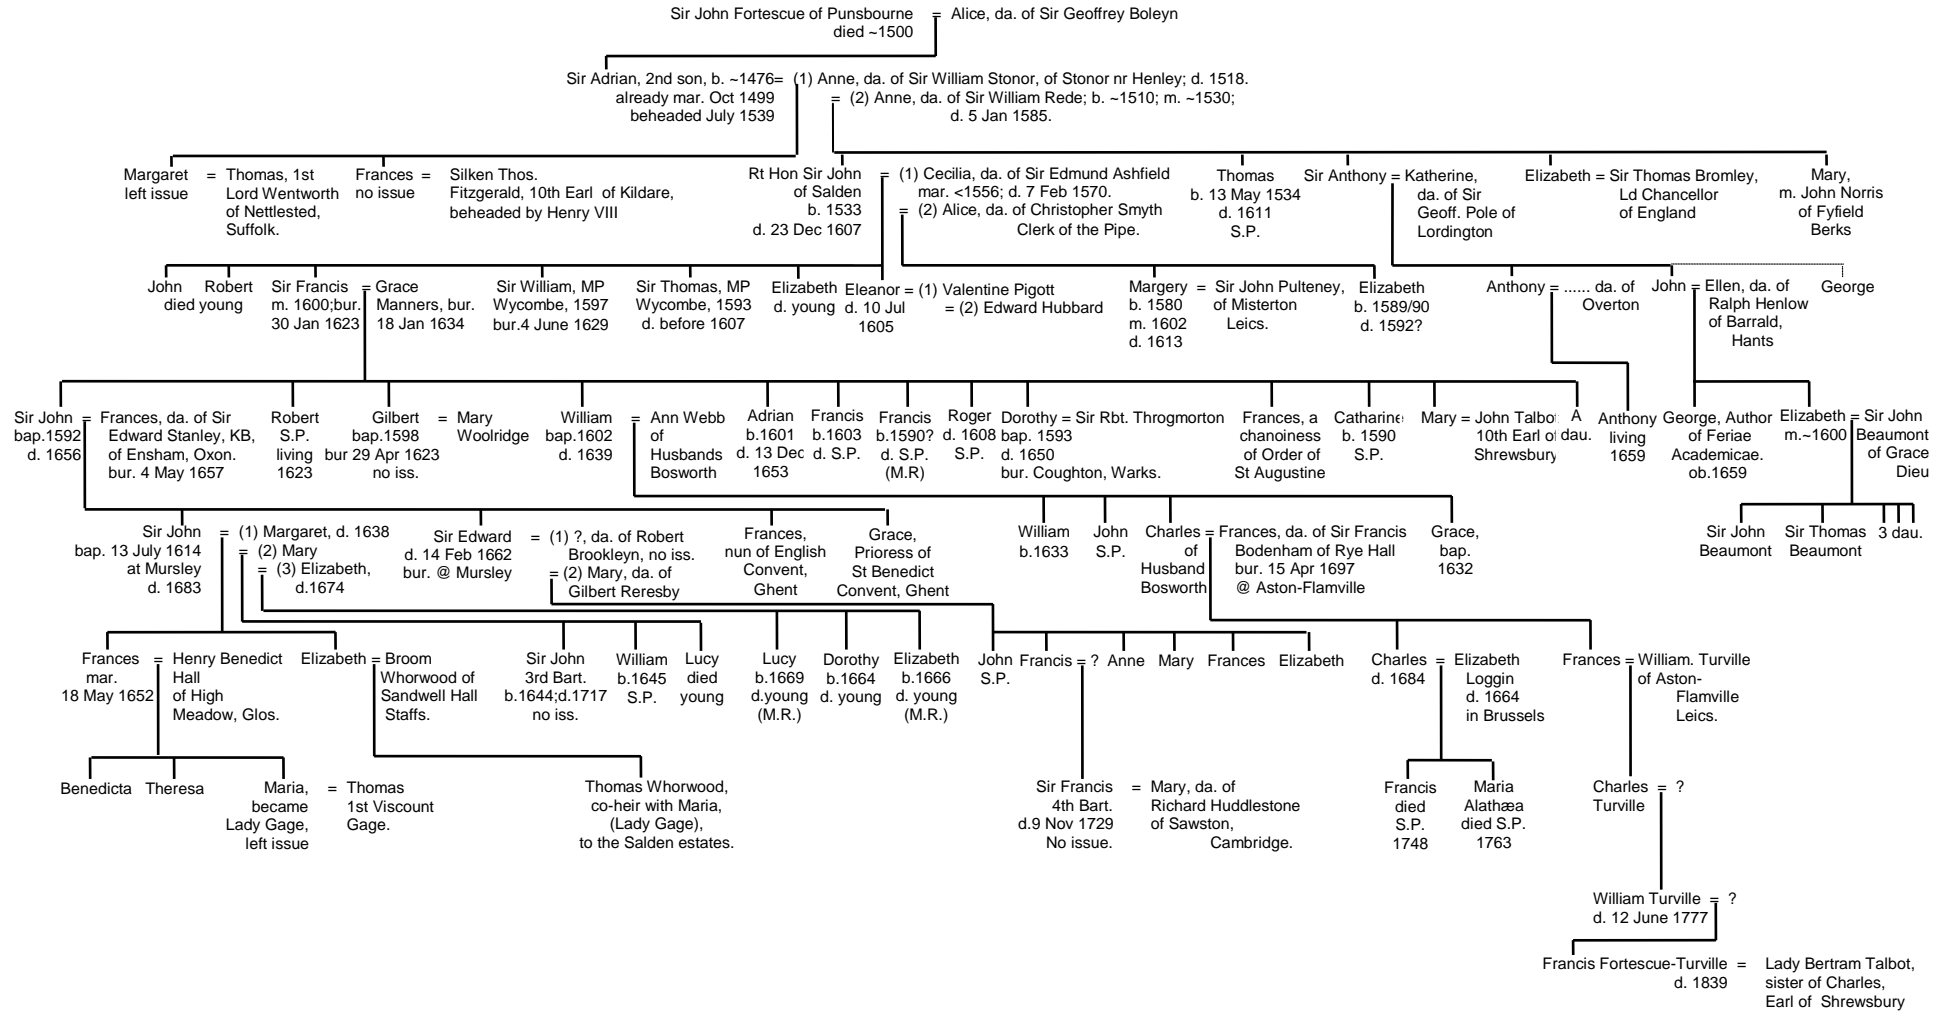 Sir John Fortescue of Punsbourne = Alice, da. of Sir Geoffrey Boleyn
died ~1500
Sir Adrian, 2nd son, b. ~1476= (1) Anne, da. of Sir William Stonor, of Stonor nr Henley; d. 1518.
already mar. Oct 1499 = (2) Anne, da. of Sir William Rede; b. ~1510; m. ~1530;
beheaded July 1539 d. 5 Jan 1585.
Margaret = Thomas, 1st
left issue Lord Wentworth
of Nettlested,
Suffolk.
Frances = Silken Thos.
no issue Fitzgerald, 10th Earl of Kildare,
beheaded by Henry VIII
Rt Hon Sir John = (1) Cecilia, da. of Sir Edmund Ashfield
of Salden mar. <1556; d. 7 Feb 1570.
b. 1533 = (2) Alice, da. of Christopher Smyth
d. 23 Dec 1607 Clerk of the Pipe.
Thomas
b. 13 May 1534
d. 1611
S.P.
Sir Anthony = Katherine,
da. of Sir
Geoff. Pole of
Lordington
Elizabeth = Sir Thomas Bromley,
Ld Chancellor
of England
Mary,
m. John Norris
of Fyfield
Berks
John Robert
died young
Sir Francis = Grace
m. 1600;bur. Manners, bur.
30 Jan 1623 18 Jan 1634
Sir William, MP
Wycombe, 1597
bur.4 June 1629
Sir Thomas, MP
Wycombe, 1593
d. before 1607
Elizabeth
d. young
Eleanor = (1) Valentine Pigott
d. 10 Jul = (2) Edward Hubbard
1605
Margery = Sir John Pulteney,
b. 1580 of Misterton
m. 1602 Leics.
d. 1613
Elizabeth
b. 1589/90
d. 1592?
Anthony = ...... da. of
Overton
John = Ellen, da. of
Ralph Henlow
of Barrald,
Hants
George
Sir John = Frances, da. of Sir
bap.1592 Edward Stanley, KB,
d. 1656 of Ensham, Oxon.
bur. 4 May 1657
Robert
S.P.
living
1623
Gilbert = Mary
bap.1598 Woolridge
bur 29 Apr 1623
no iss.
William = Ann Webb
bap.1602 of
d. 1639 Husbands
Bosworth
Adrian
b.1601
d. 13 Dec
1653
Francis
b.1603
d. S.P.
Francis
b.1590?
d. S.P.
(M.R)
Roger
d. 1608
S.P.
Dorothy = Sir Rbt. Throgmorton
bap. 1593
d. 1650
bur. Coughton, Warks.
Frances, a
chanoiness
of Order of
St Augustine
Catharine
b. 1590
S.P.
Mary = John Talbot
10th Earl of
Shrewsbury
A
dau.
Anthony
living
1659
George, Author
of Feriae
Academicae.
ob.1659
Elizabeth = Sir John
m.~1600 Beaumont
of Grace
Dieu
Sir John = (1) Margaret, d. 1638
bap. 13 July 1614 = (2) Mary
at Mursley = (3) Elizabeth,
d. 1683 d.1674
Sir Edward = (1) ?, da. of Robert
d. 14 Feb 1662 Brookleyn, no iss.
bur. @ Mursley = (2) Mary, da. of
Gilbert Reresby
Frances,
nun of English
Convent,
Ghent
Grace,
Prioress of
St Benedict
Convent, Ghent
William
b.1633
John
S.P.
Charles = Frances, da. of Sir Francis
of Bodenham of Rye Hall
Husband bur. 15 Apr 1697
Bosworth @ Aston-Flamville
Grace,
bap.
1632
Sir John
Beaumont
Sir Thomas
Beaumont
3 dau.
Frances = Henry Benedict
mar. Hall
18 May 1652 of High
Meadow, Glos.
Elizabeth = Broom
Whorwood of
Sandwell Hall
Staffs.
Sir John
3rd Bart.
b.1644;d.1717
no iss.
William
b.1645
S.P.
Lucy
died
young
Lucy
b.1669
d.young
(M.R.)
Dorothy
b.1664
d. young
Elizabeth
b.1666
d. young
(M.R.)
John
S.P.
Francis = ?
Anne
Mary
Frances
Elizabeth
Charles = Elizabeth
d. 1684 Loggin
d. 1664
in Brussels
Frances = William. Turville
of Aston-
Flamville
Leics.
Benedicta
Theresa
Maria, = Thomas
became 1st Viscount
Lady Gage, Gage.
left issue
Thomas Whorwood,
co-heir with Maria,
(Lady Gage),
to the Salden estates.
Sir Francis = Mary, da. of
4th Bart. Richard Huddlestone
d.9 Nov 1729 of Sawston,
No issue. Cambridge.
Francis
died
S.P.
1748
Maria
Alathæa
died S.P.
1763
Charles = ?
Turville
William Turville = ?
d. 12 June 1777
Francis Fortescue-Turville = Lady Bertram Talbot,
d. 1839 sister of Charles,
Earl of Shrewsbury